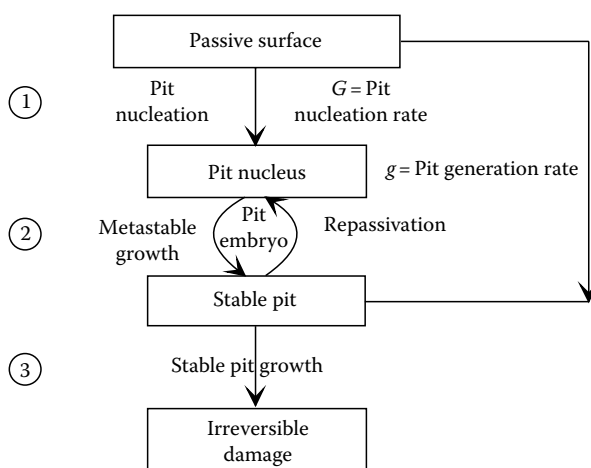 Passive surface
1
Pit
nucleation
G = Pit
nucleation rate
Pit nucleus
g = Pit generation rate
2
Metastable
growth
Pit
embryo
Repassivation
Stable pit
3
Stable pit growth
Irreversible
damage